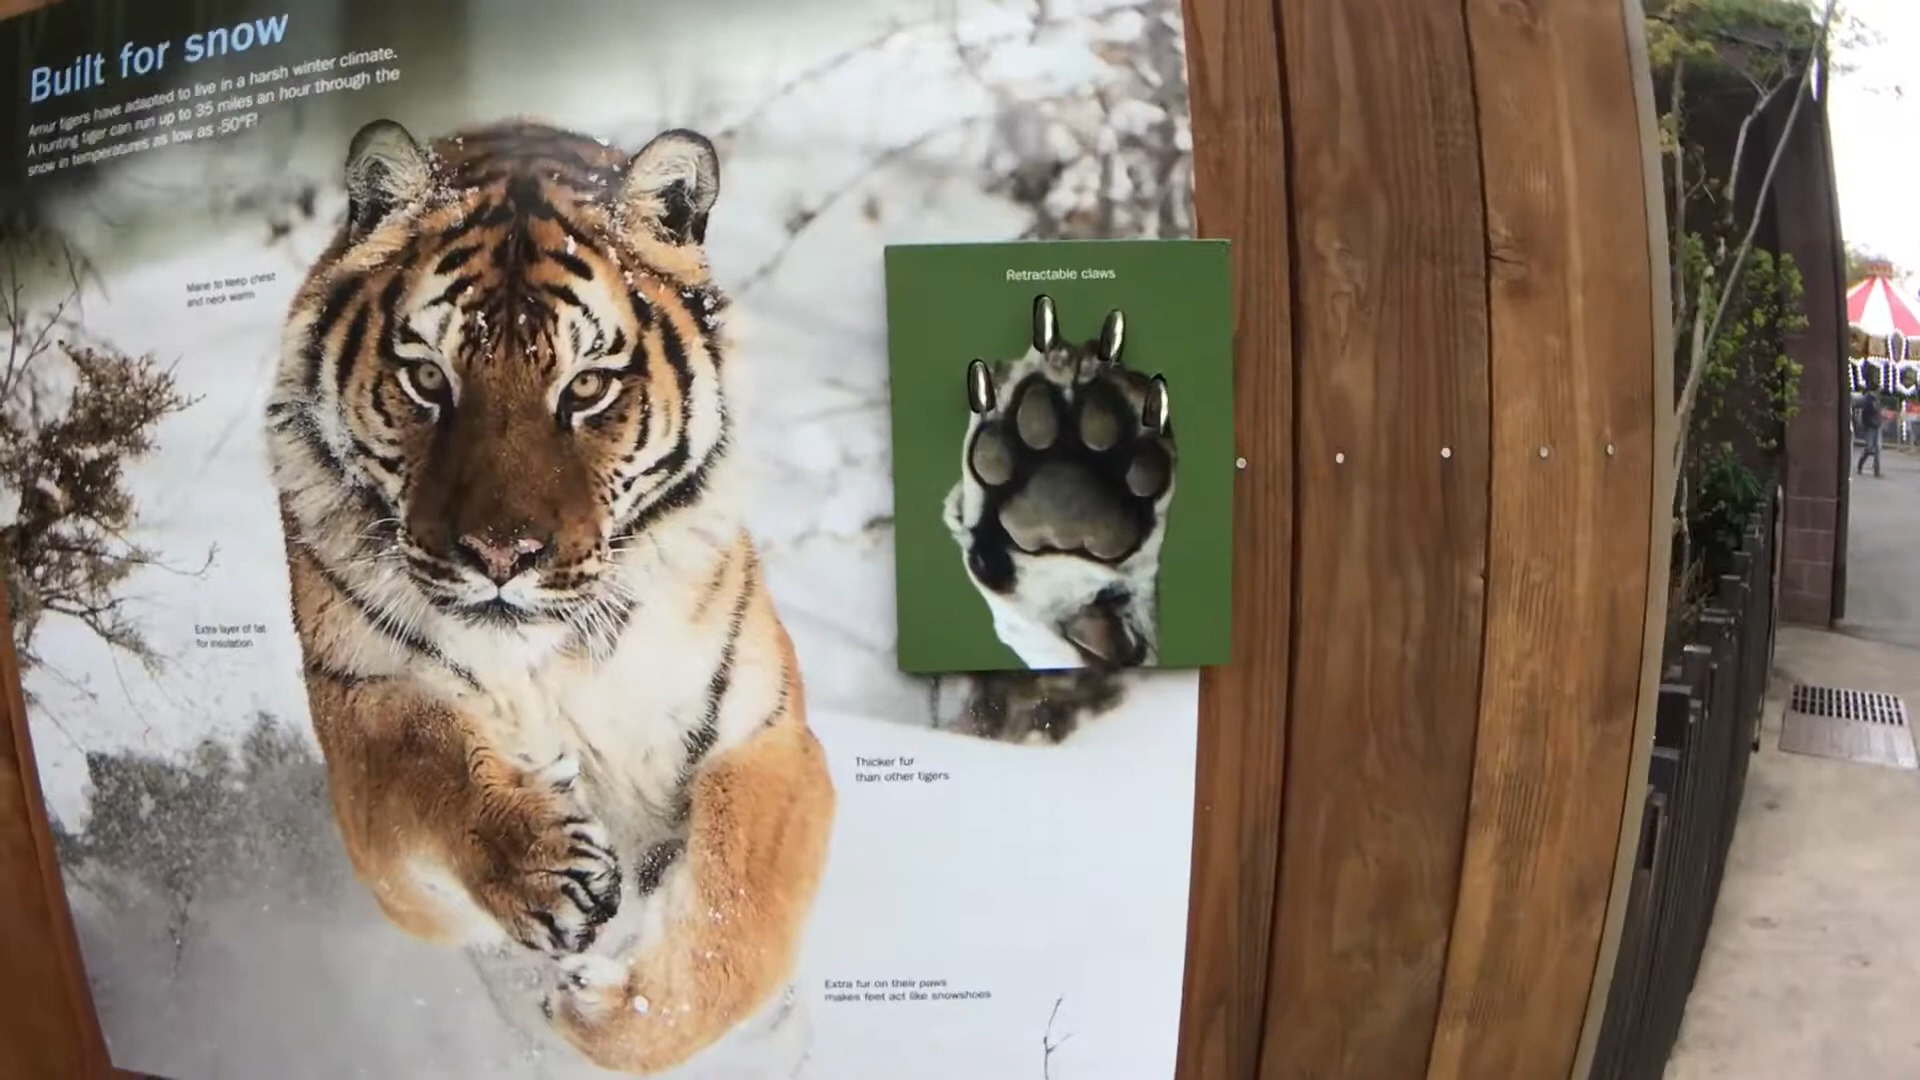 Built for snow
Amur tigers have adapted to live in a harsh winter climate.
A hunting tiger can run up to 35 miles an hour through the
snow in temperatures as low as -50°F!
Mane to keep chest
and neck warm
Retractable claws
Extra layer of fat
for insulation
Thicker fur
than other tigers
Extra fur on their paws
makes feet act like snowshoes